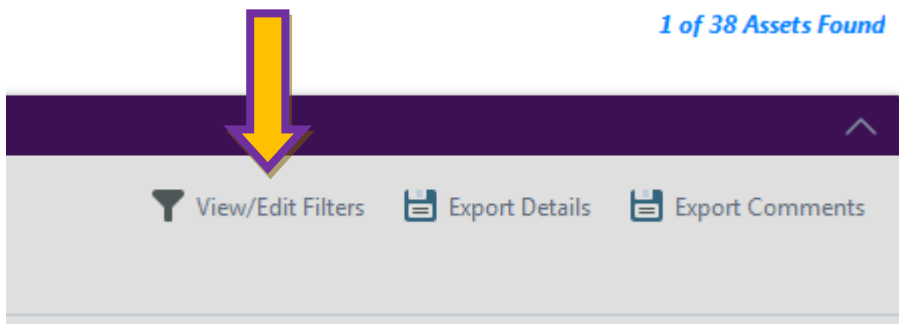 1 of 38 Assets Found
View/Edit Filters Export Details Export Comments